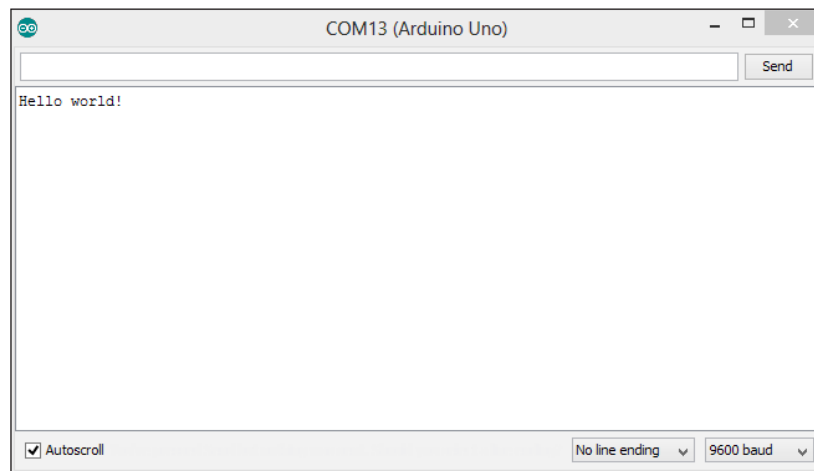 COM13 (Arduino Uno)
Send
Hello world!
Autoscroll
No line ending
9600 baud